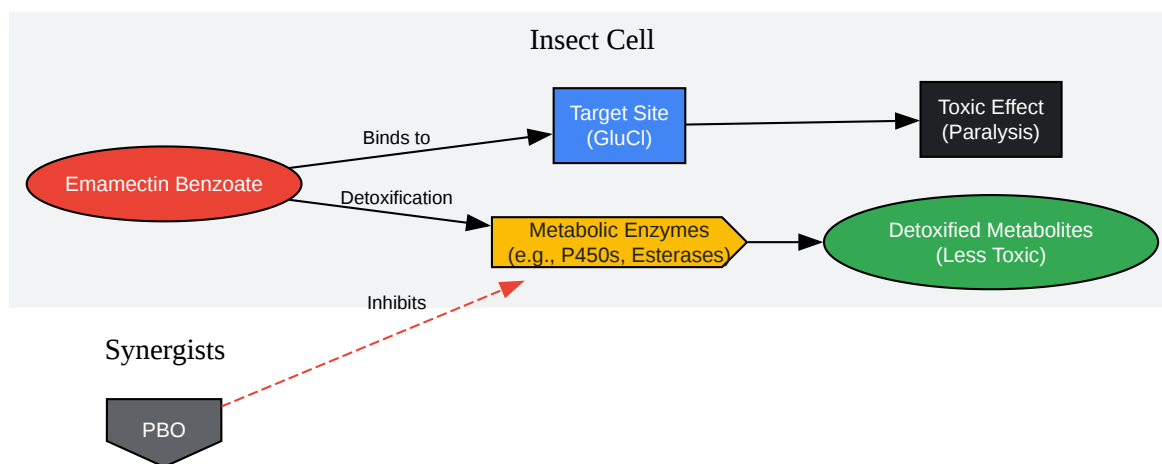 Insect Cell
Target Site
(GluCl)
Toxic Effect
(Paralysis)
Binds to
Emamectin Benzoate
Detoxification
Metabolic Enzymes
(e.g., P450s, Esterases)
Detoxified Metabolites
(Less Toxic)
Inhibits
Synergists
PBO